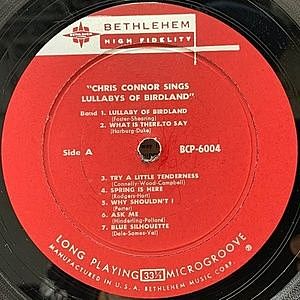 BETHLEHEM
HIGH FIDELITY
"CHRIS CONNOR SINGS
LULLABYS OF BIRDLAND"
Band 1. LULLABY OF BIRDLAND
(Foster-Shearing)
2. WHAT IS THERE TO SAY
(Harburg-Duke)
Side A
BCP-6004
3. TRY A LITTLE TENDERNESS
(Connelly-Wood-Campbell)
4. SPRING IS HERE
(Rodgers-Hart)
5. WHY SHOULDN'T I
(Porter)
6. ASK ME
(Hinderling-Pollard)
7. BLUE SILHOUETTE
(Dale-Somes-Val)
LONG PLAYING 33⅓ MICROGROOVE
MANUFACTURED IN U.S.A. BETHLEHEM MUSIC CORP.